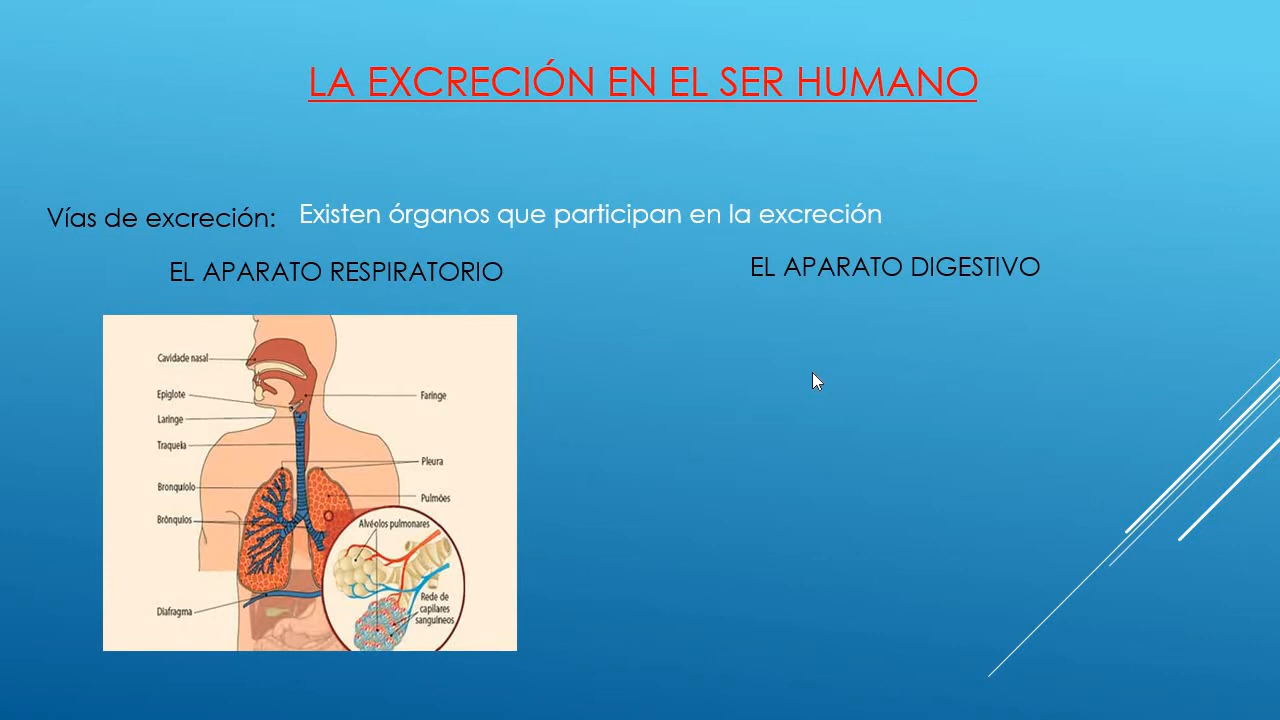 LA EXCRECIÓN EN EL SER HUMANO
Vías de excreción:
Existen órganos que participan en la excreción
EL APARATO RESPIRATORIO
EL APARATO DIGESTIVO
Cavidade nasal
Epiglote
Faringe
Laringe
Traqueia
Pleura
Bronquíolo
Pulmões
Brônquios
Alvéolos pulmonares
Rede de
capilares
sanguíneos
Diafragma